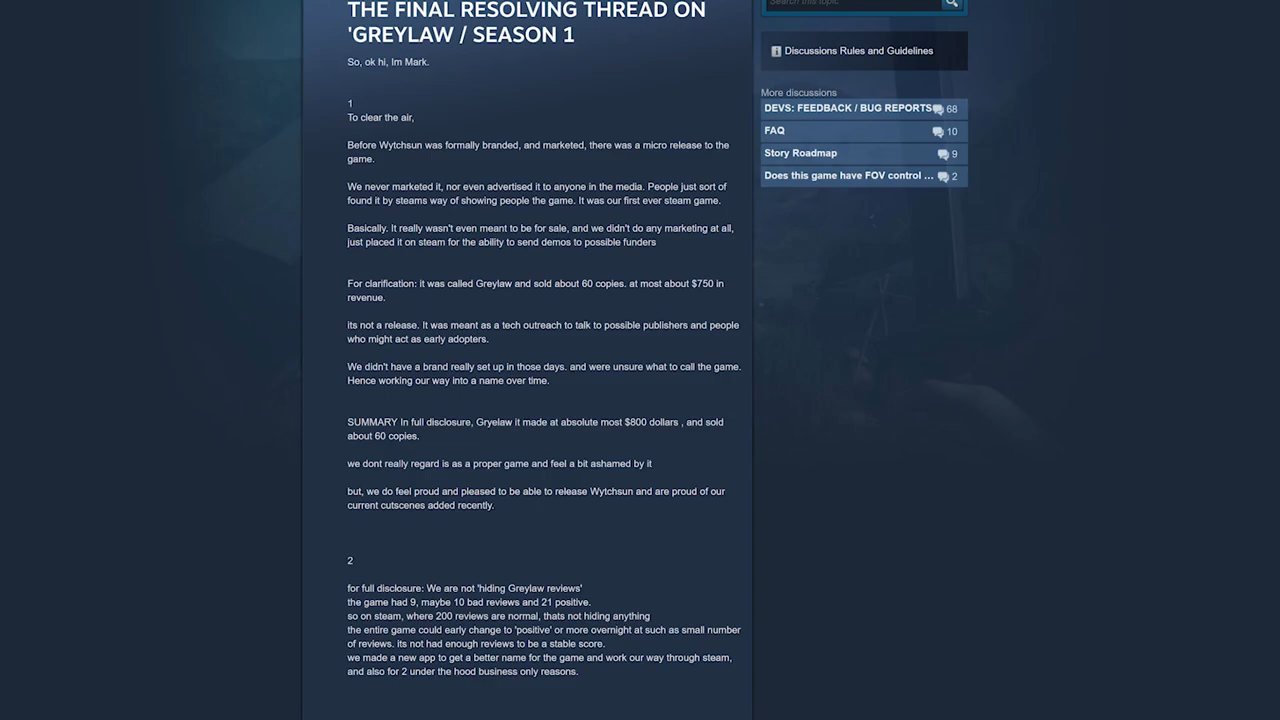 THE FINAL RESOLVING THREAD ON
'GREYLAW / SEASON 1
So, ok hi, Im Mark.
1
To clear the air,
Before Wytchsun was formally branded, and marketed, there was a micro release to the
game.
We never marketed it, nor even advertised it to anyone in the media. People just sort of
found it by steams way of showing people the game. It was our first ever steam game.
Basically. It really wasn't even meant to be for sale, and we didn't do any marketing at all,
just placed it on steam for the ability to send demos to possible funders
For clarification: it was called Greylaw and sold about 60 copies. at most about $750 in
revenue.
its not a release. It was meant as a tech outreach to talk to possible publishers and people
who might act as early adopters.
We didn't have a brand really set up in those days. and were unsure what to call the game.
Hence working our way into a name over time.
SUMMARY In full disclosure, Gryelaw it made at absolute most $800 dollars , and sold
about 60 copies.
we dont really regard is as a proper game and feel a bit ashamed by it
but, we do feel proud and pleased to be able to release Wytchsun and are proud of our
current cutscenes added recently.
2
for full disclosure: We are not 'hiding Greylaw reviews'
the game had 9, maybe 10 bad reviews and 21 positive.
so on steam, where 200 reviews are normal, thats not hiding anything
the entire game could early change to 'positive' or more overnight at such as small number
of reviews. its not had enough reviews to be a stable score.
we made a new app to get a better name for the game and work our way through steam,
and also for 2 under the hood business only reasons.
Search this topic
Discussions Rules and Guidelines
More discussions
DEVS: FEEDBACK / BUG REPORTS 68
FAQ 10
Story Roadmap 9
Does this game have FOV control ... 2